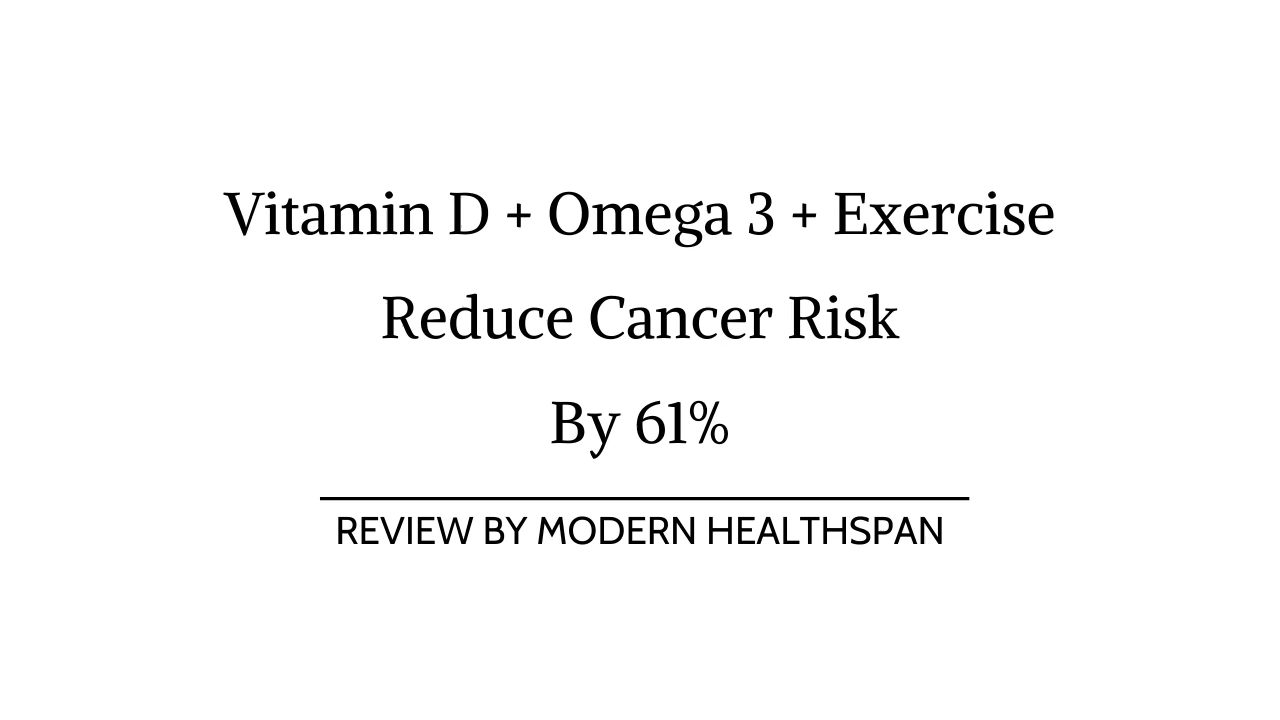 Vitamin D + Omega 3 + Exercise
Reduce Cancer Risk
By 61%
REVIEW BY MODERN HEALTHSPAN